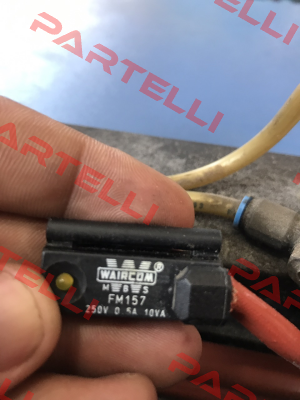 PARTELLI
PARTELLI
PARTELLI
PARTELLI
WAIRCOM ®
M B S
FM157
250V 0.5A 10VA